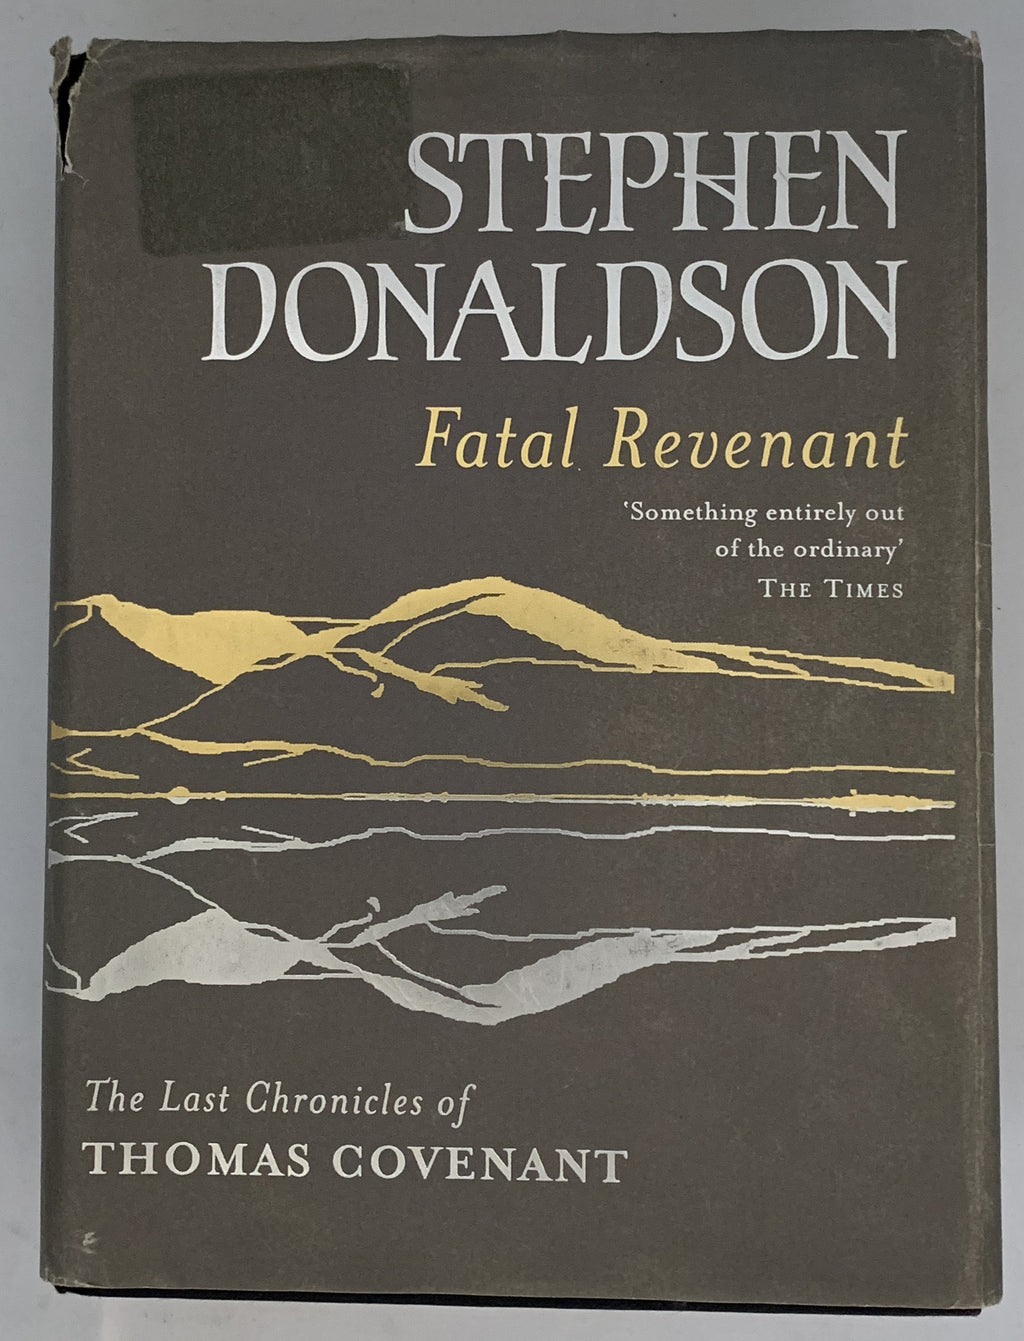 STEPHEN
DONALDSON
Fatal Revenant
‘Something entirely out
of the ordinary’
THE TIMES
The Last Chronicles of
THOMAS COVENANT